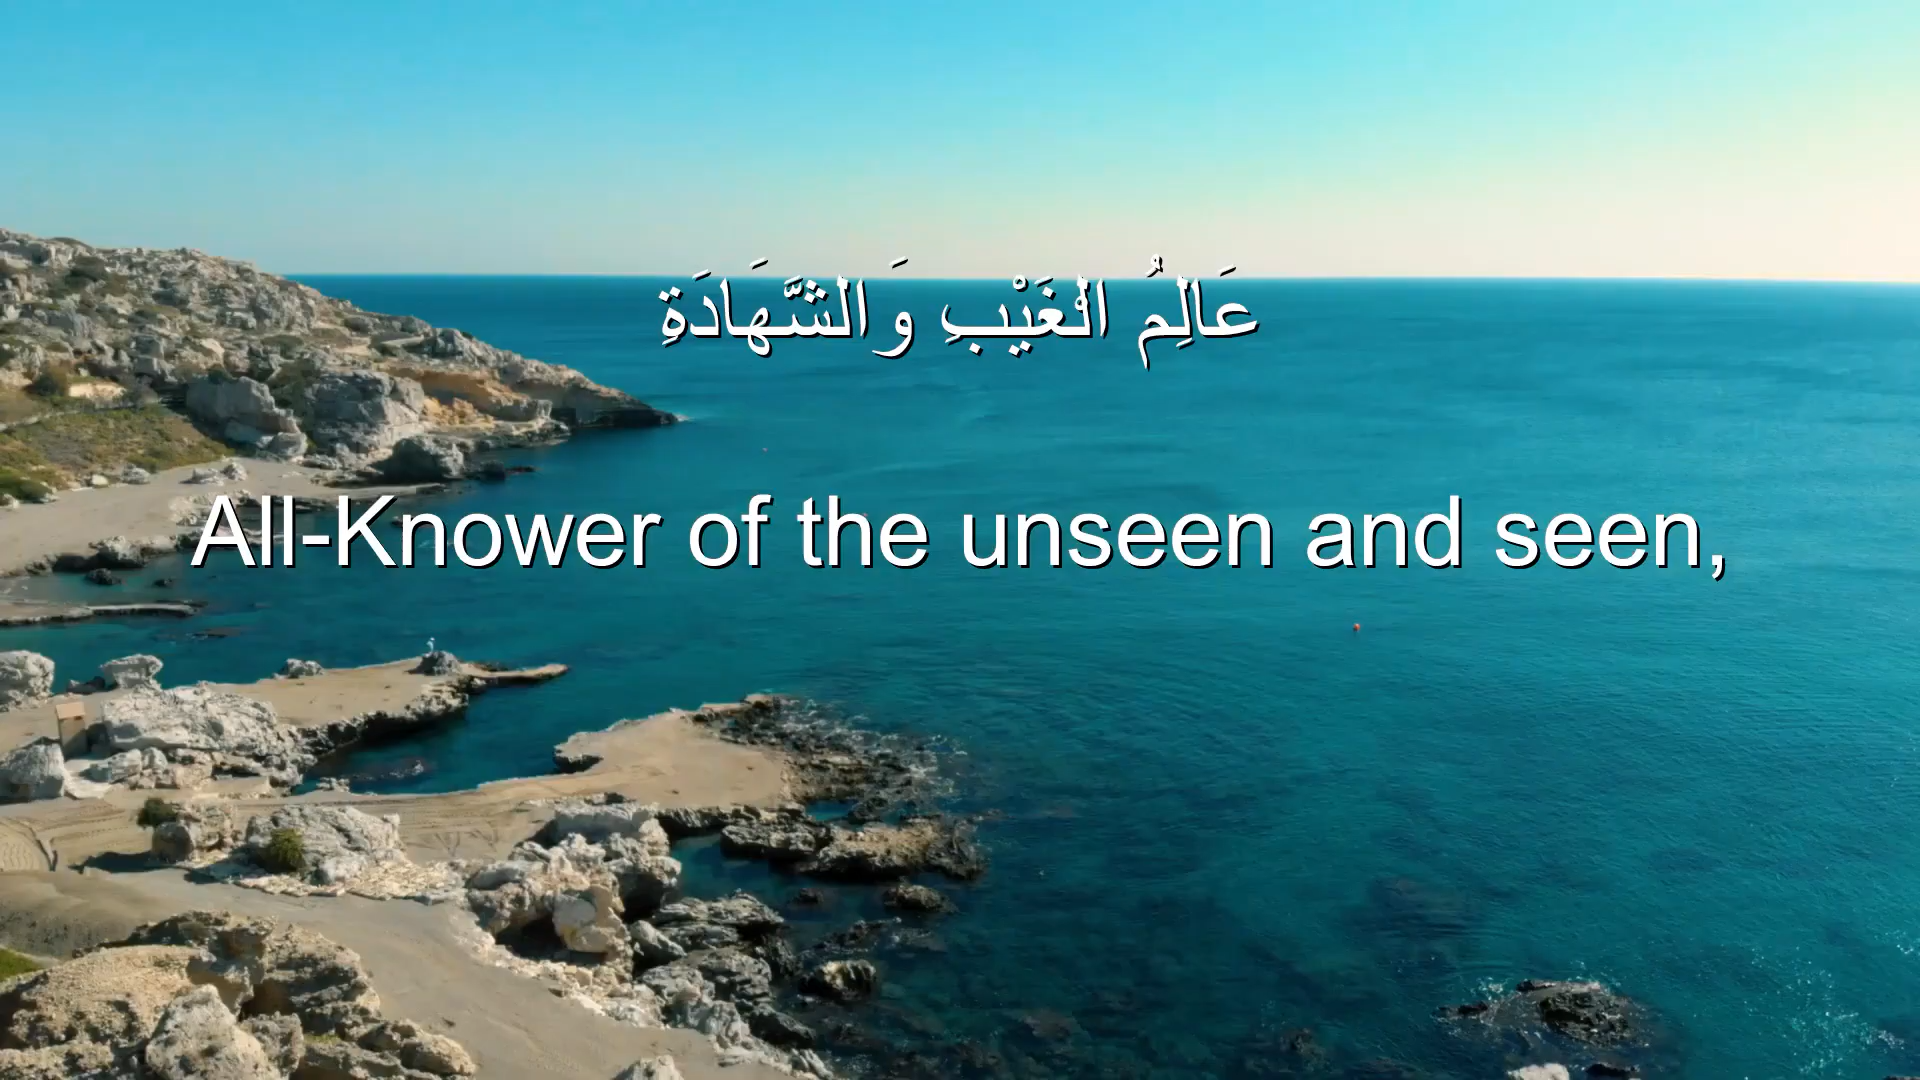 عَالِمُ الْغَيْبِ وَالشَّهَادَةِ
All-Knower of the unseen and seen,